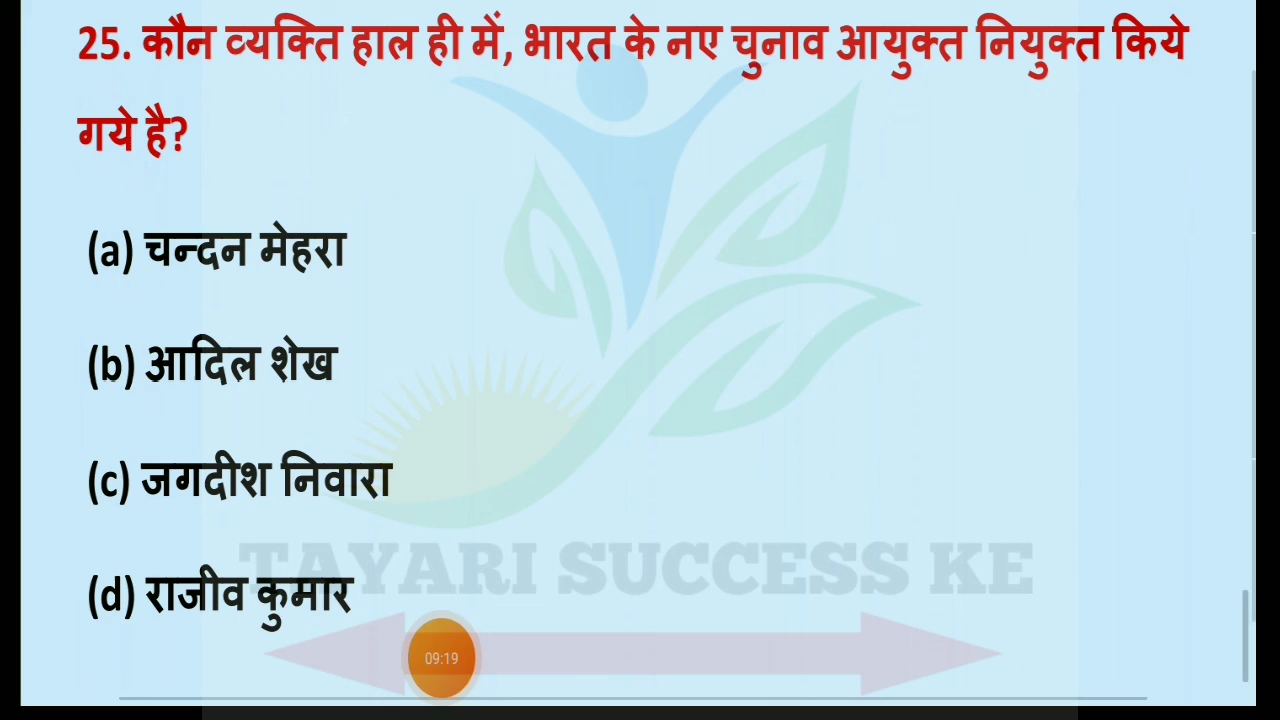 25. कौन व्यक्ति हाल ही में, भारत के नए चुनाव आयुक्त नियुक्त किये
गये है?
(a) चन्दन मेहरा
(b) आदिल शेख
(c) जगदीश निवारा
(d) राजीव कुमार
TAYARI SUCCESS KE
09:19